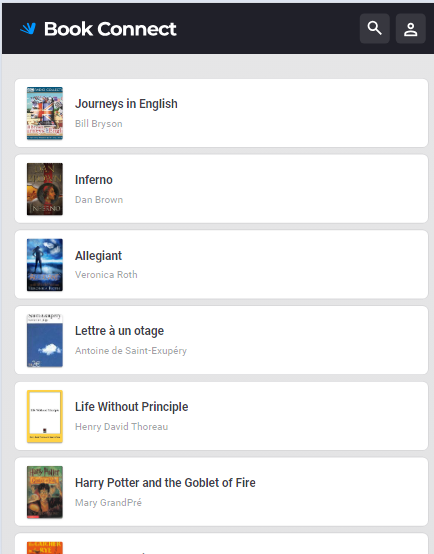 Book Connect
Journeys in English
Bill Bryson
Inferno
Dan Brown
Allegiant
Veronica Roth
Lettre à un otage
Antoine de Saint-Exupéry
Life Without Principle
Henry David Thoreau
Harry Potter and the Goblet of Fire
Mary GrandPré